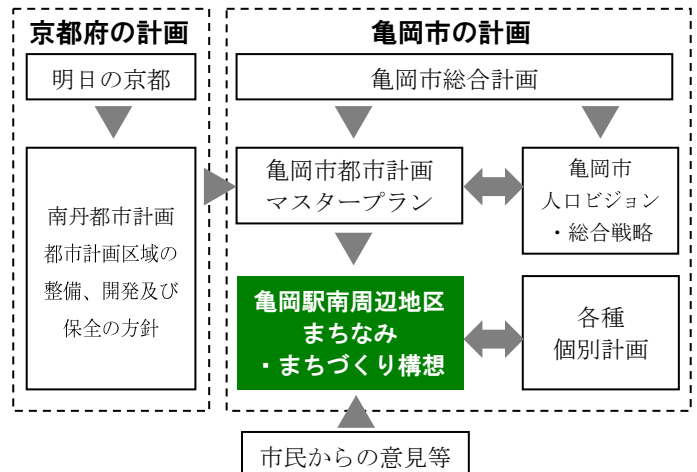 京都府の計画
明日の京都
南丹都市計画
都市計画区域の
整備、開発及び
保全の方針
亀岡市の計画
亀岡市総合計画
亀岡市都市計画
マスタープラン
亀岡市
人口ビジョン
・総合戦略
亀岡駅南周辺地区
まちなみ
・まちづくり構想
各種
個別計画
市民からの意見等